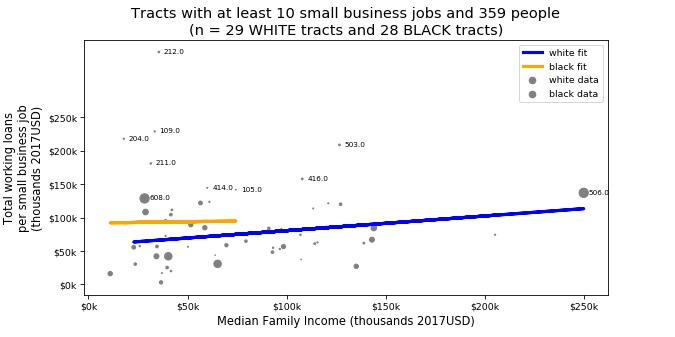 Tracts with at least 10 small business jobs and 359 people
(n = 29 WHITE tracts and 28 BLACK tracts)
white fit
black fit
white data
black data
212.0
109.0
204.0
503.0
211.0
416.0
414.0
105.0
608.0
506.0
Total working loans
per small business job
(thousands 2017USD)
$250k
$200k
$150k
$100k
$50k
$0k
$0k
$50k
$100k
$150k
$200k
$250k
Median Family Income (thousands 2017USD)